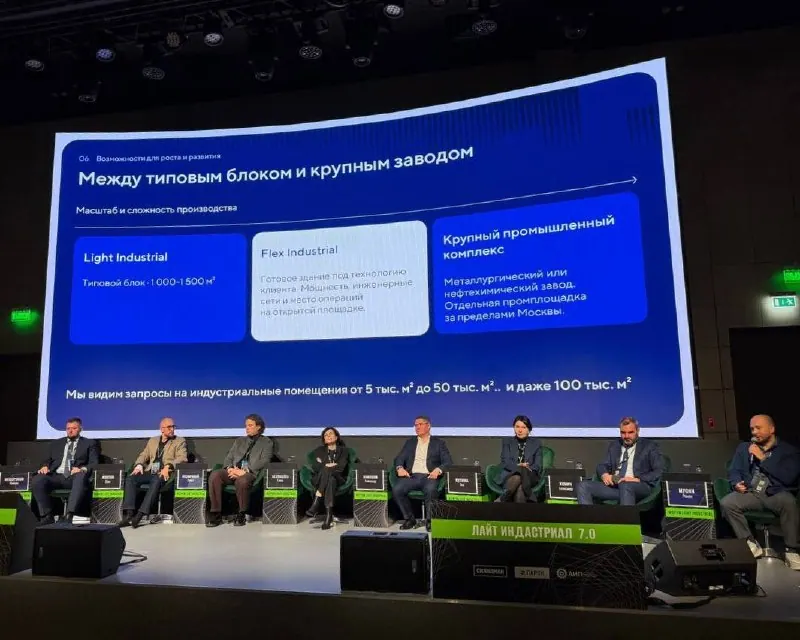 06 Возможности для роста и развития
Между типовым блоком и крупным заводом
Масштаб и сложность производства
Light Industrial
Типовой блок - 1 000–1 500 м²
Flex Industrial
Готовое здание под технологию
клиента. Мощность, инженерные
сети и место операций
на открытой площадке.
Крупный промышленный
комплекс
Металлургический или
нефтехимический завод.
Отдельная промплощадка
за пределами Москвы.
Мы видим запросы на индустриальные помещения от 5 тыс. м² до 50 тыс. м².. и даже 100 тыс. м²
ЛАЙТ ИНДАСТРИАЛ 7.0